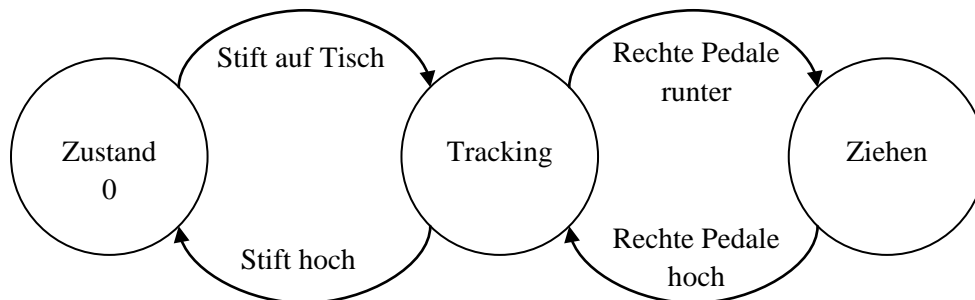 Stift auf Tisch
Rechte Pedale
runter
Zustand
0
Tracking
Ziehen
Stift hoch
Rechte Pedale
hoch